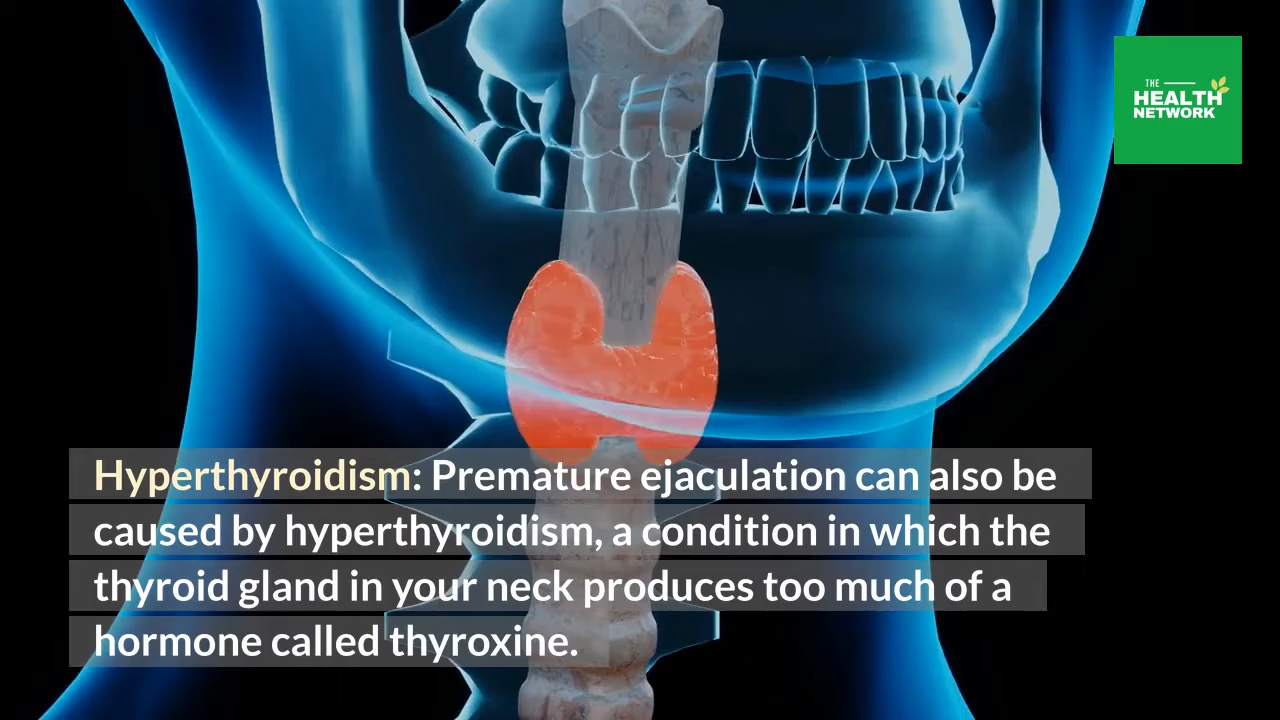 THE
HEALTH
NETWORK
Hyperthyroidism: Premature ejaculation can also be
caused by hyperthyroidism, a condition in which the
thyroid gland in your neck produces too much of a
hormone called thyroxine.